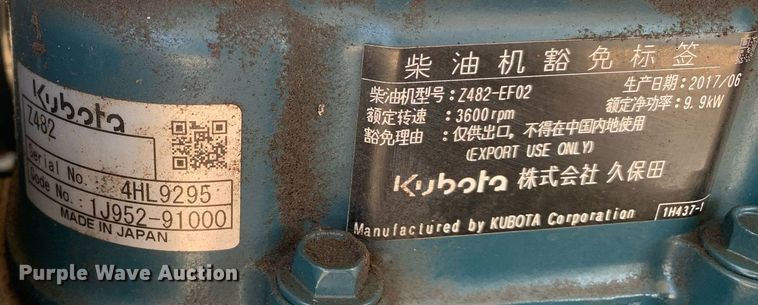 Kubota
Z482
Serial No.: 4HL9295
Code No.: 1J952-91000
MADE IN JAPAN
柴油机豁免标签
柴油机型号: Z482-EF02 生产日期: 2017/06
额定转速: 3600rpm 额定净功率: 9.9kW
豁免理由: 仅供出口, 不得在中国内地使用
(EXPORT USE ONLY)
Kubota 株式会社 久保田
Manufactured by KUBOTA Corporation
Purple Wave Auction